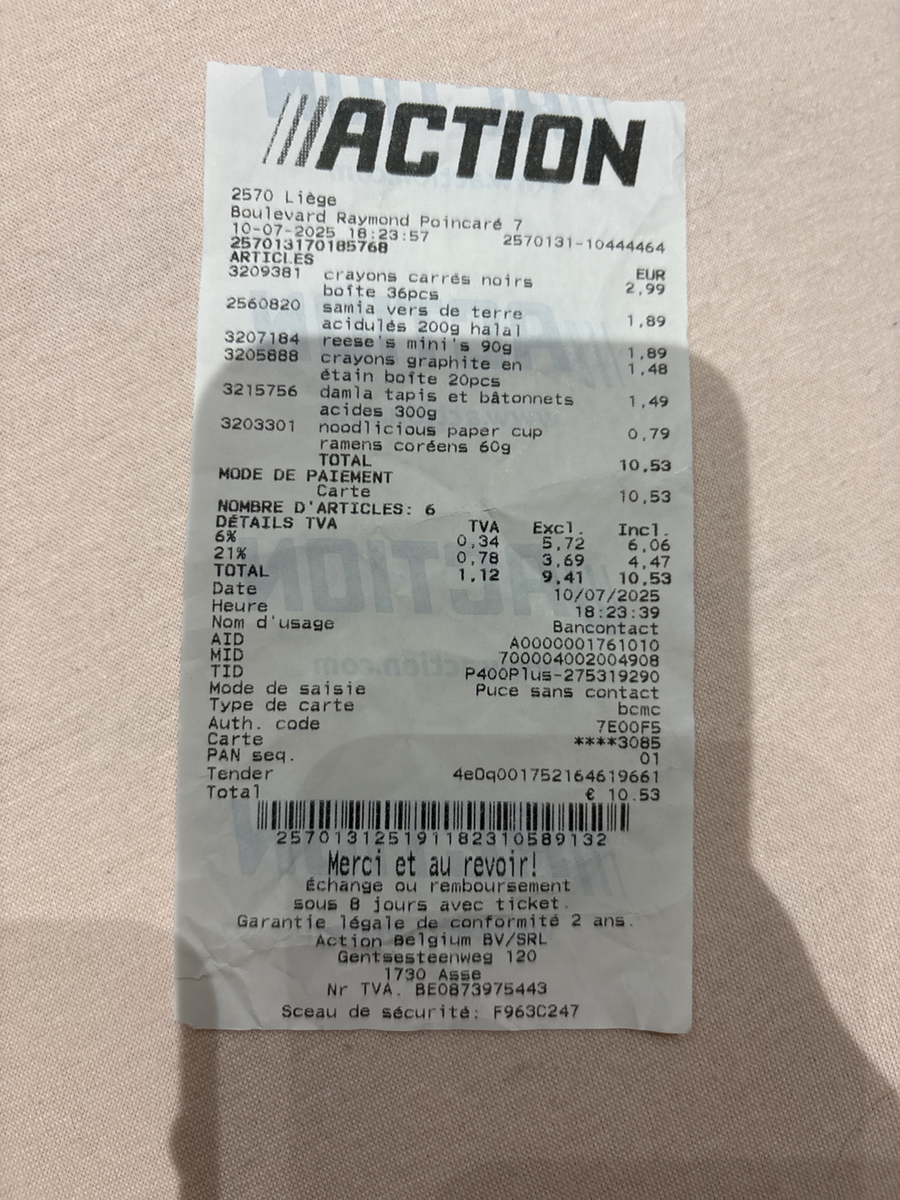 ///ACTION
2570 Liège
Boulevard Raymond Poincaré 7
10-07-2025 18:23:57 2570131-10444464
257013170185768
ARTICLES EUR
3209381 crayons carrés noirs 2,99
boîte 36pcs
2560820 samia vers de terre
acidulés 200g halal 1,89
3207184 reese's mini's 90g 1,89
3205888 crayons graphite en 1,48
étain boîte 20pcs
3215756 damla tapis et bâtonnets 1,49
acides 300g
3203301 noodlicious paper cup 0,79
ramens coréens 60g
TOTAL 10,53
MODE DE PAIEMENT
Carte 10,53
NOMBRE D'ARTICLES: 6
DÉTAILS TVA TVA Excl. Incl.
6% 0,34 5,72 6,06
21% 0,78 3,69 4,47
TOTAL 1,12 9,41 10,53
Date 10/07/2025
Heure 18:23:39
Nom d'usage Bancontact
AID A0000001761010
MID 700004002004908
TID P400Plus-275319290
Mode de saisie Puce sans contact
Type de carte bcmc
Auth. code 7E00F5
Carte ****3085
PAN seq. 01
Tender 4e0q001752164619661
Total € 10.53
2570131251911823105​89132
Merci et au revoir!
Échange ou remboursement
sous 8 jours avec ticket.
Garantie légale de conformité 2 ans.
Action Belgium BV/SRL
Gentsesteenweg 120
1730 Asse
Nr TVA. BE0873975443
Sceau de sécurité: F963C247